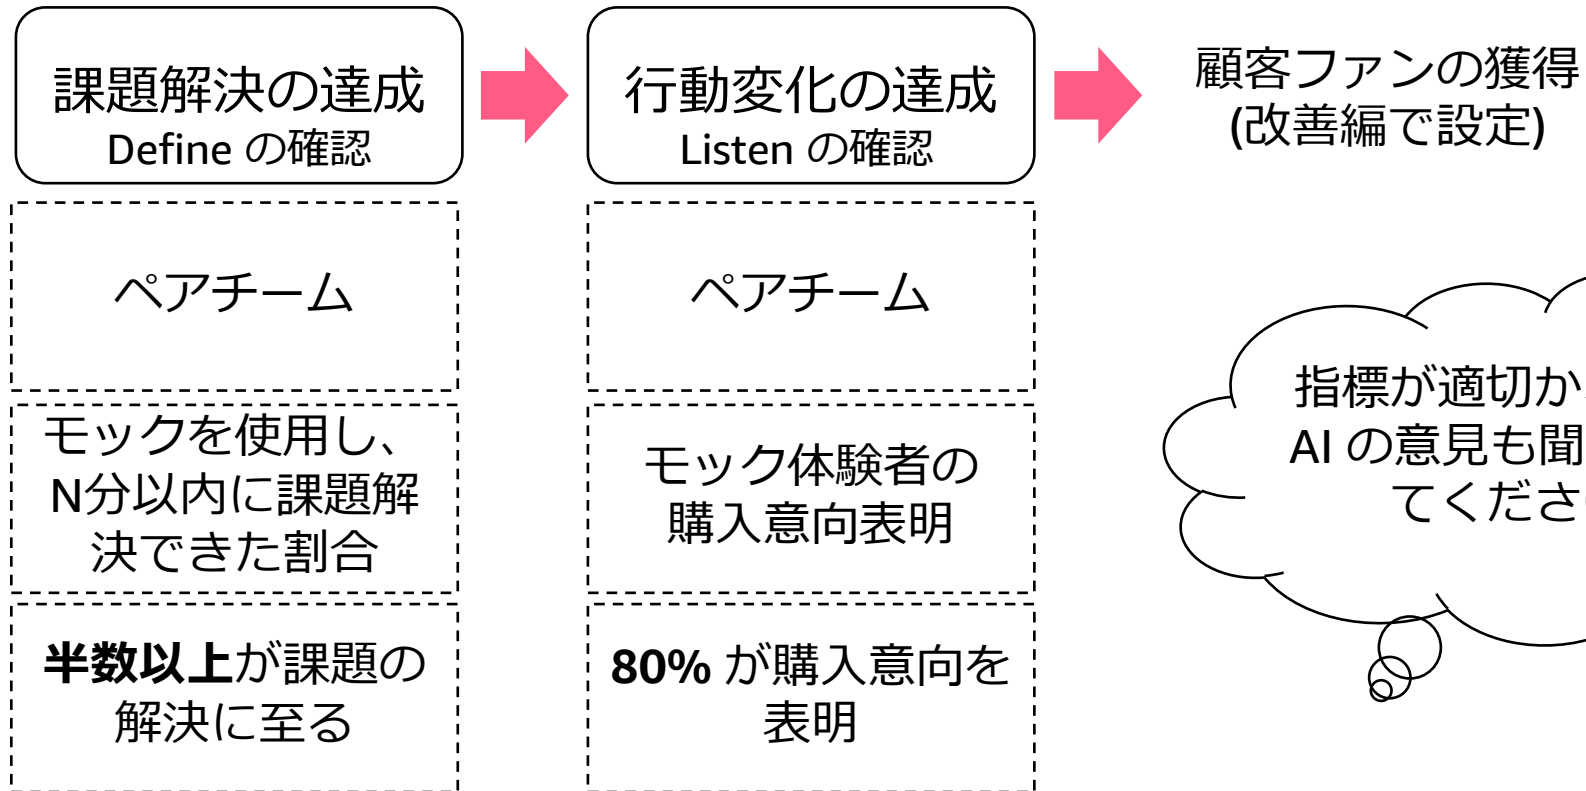 課題解決の達成
Define の確認
行動変化の達成
Listen の確認
顧客ファンの獲得
(改善編で設定)
ペアチーム
ペアチーム
モックを使用し、
N分以内に課題解
決できた割合
モック体験者の
購入意向表明
半数以上が課題の
解決に至る
80% が購入意向を
表明
指標が適切か
AI の意見も聞
てくださ